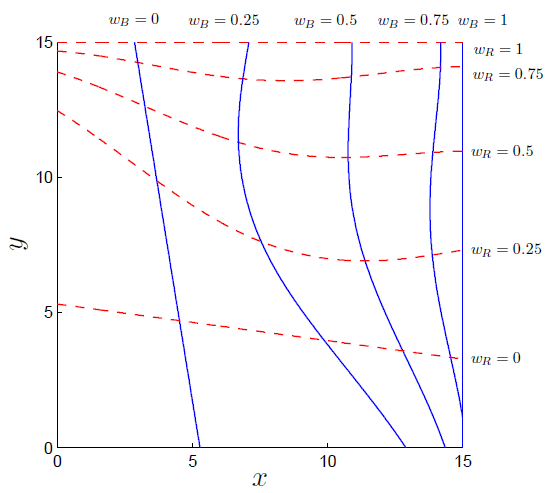 w_B = 0 w_B = 0.25 w_B = 0.5 w_B = 0.75 w_B = 1
15
w_R = 1
w_R = 0.75
w_R = 0.5
10
y
w_R = 0.25
5
w_R = 0
0
0 5 10 15
x